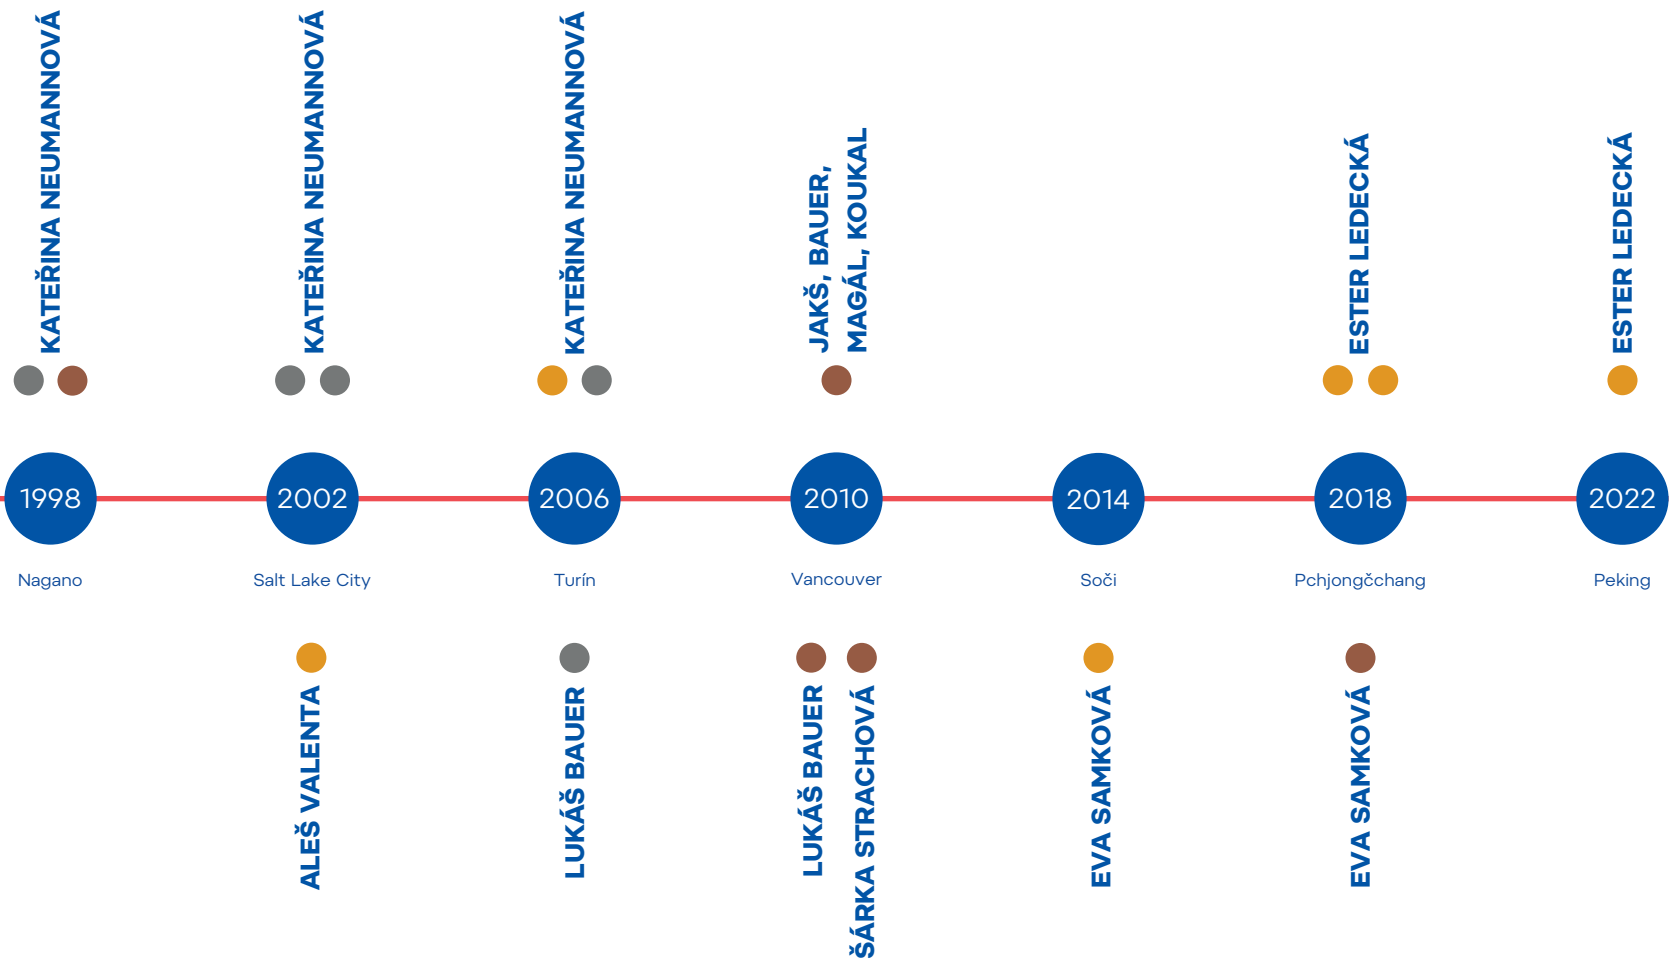 KATEŘINA NEUMANNOVÁ
KATEŘINA NEUMANNOVÁ
KATEŘINA NEUMANNOVÁ
JAKŠ, BAUER,
MAGÁL, KOUKAL
ESTER LEDECKÁ
ESTER LEDECKÁ
1998
2002
2006
2010
2014
2018
2022
Nagano
Salt Lake City
Turín
Vancouver
Soči
Pchjongčchang
Peking
ALEŠ VALENTA
LUKÁŠ BAUER
LUKÁŠ BAUER
ŠÁRKA STRACHOVÁ
EVA SAMKOVÁ
EVA SAMKOVÁ